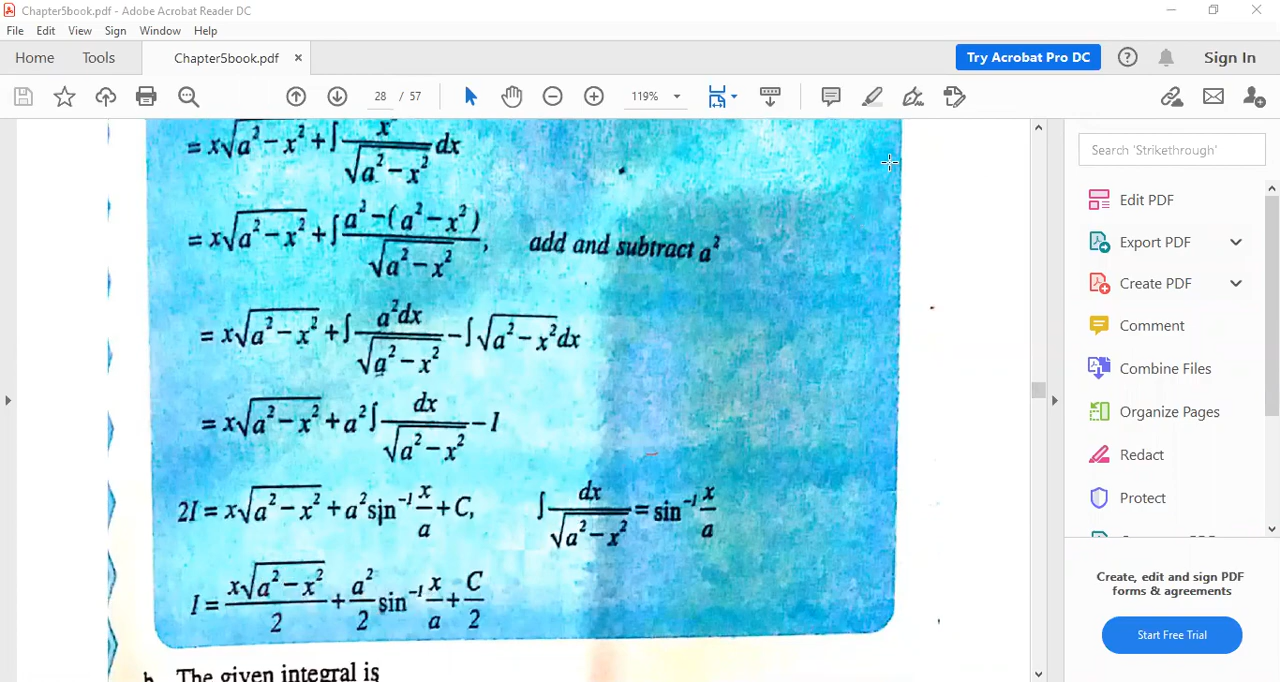 Chapter5book.pdf - Adobe Acrobat Reader DC
File Edit View Sign Window Help
Home Tools Chapter5book.pdf × Try Acrobat Pro DC Sign In
28 / 57 119%
Search 'Strikethrough'
Edit PDF
Export PDF
Create PDF
Comment
Combine Files
Organize Pages
Redact
Protect
Create, edit and sign PDF
forms & agreements
Start Free Trial
= x√(a² − x²) + ∫ x²/√(a² − x²) dx
= x√(a² − x²) + ∫ a² − (a² − x²)/√(a² − x²), add and subtract a²
= x√(a² − x²) + ∫ a²dx/√(a² − x²) − ∫√(a² − x²)dx
= x√(a² − x²) + a²∫ dx/√(a² − x²) − I
2I = x√(a² − x²) + a² sin⁻¹ x/a + C, ∫ dx/√(a² − x²) = sin⁻¹ x/a
I = x√(a² − x²)/2 + a²/2 sin⁻¹ x/a + C/2
b. The given integral is